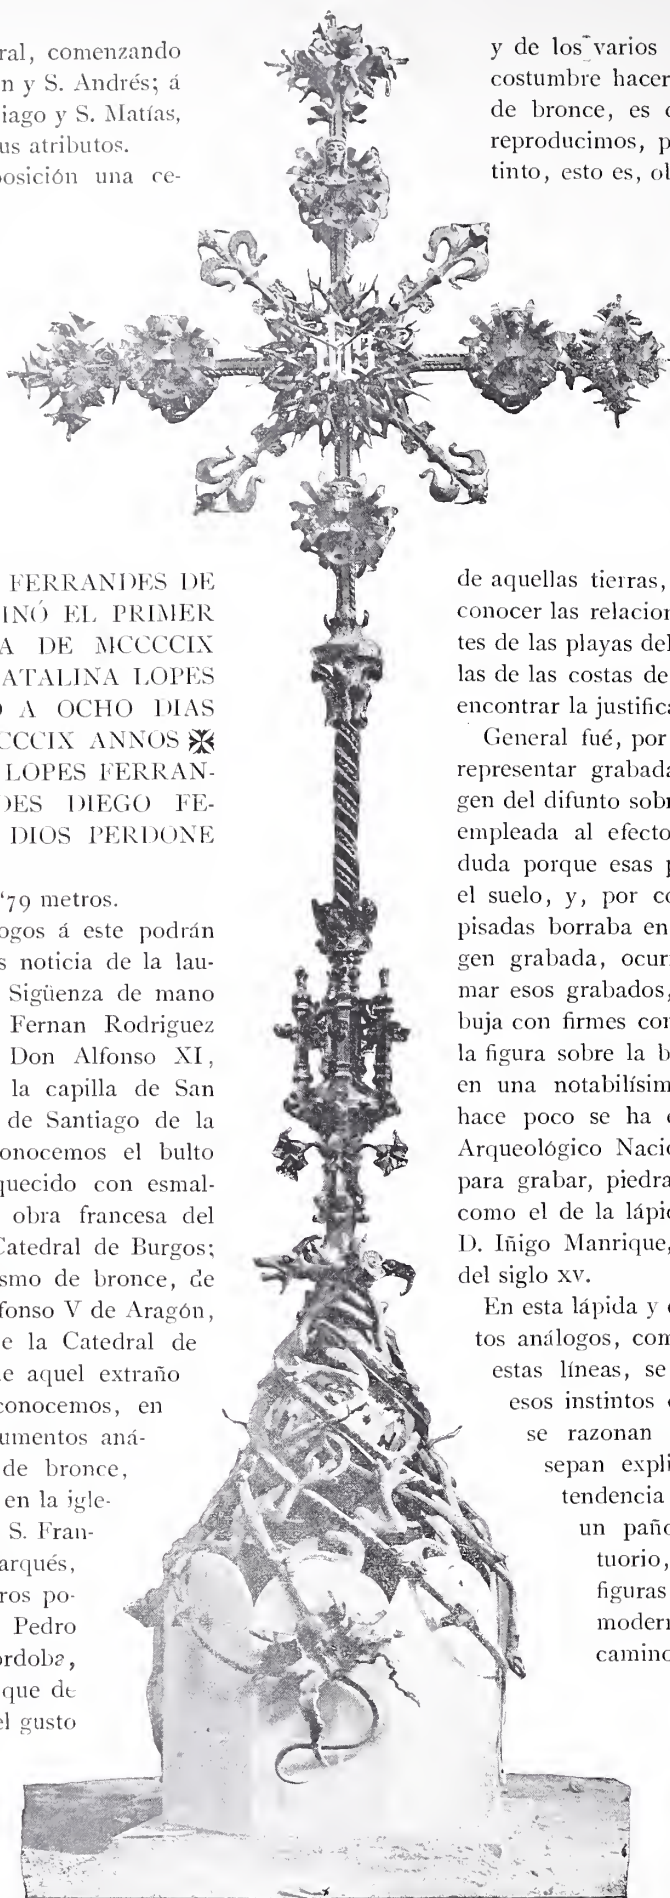 ral, comenzando
n y S. Andrés; á
iago y S. Matías,
us atributos.
posición una ce-
FERRANDES DE
INÓ EL PRIMER
A DE MCCCCIX
ATALINA LOPES
O A OCHO DIAS
CCCIX ANNOS ✠
LOPES FERRAN-
DES DIEGO FE-
DIOS PERDONE
‘79 metros.
ogos á este podrán
s noticia de la lau-
Sigüenza de mano
Fernan Rodriguez
Don Alfonso XI,
la capilla de San
de Santiago de la
onocemos el bulto
quecido con esmal-
obra francesa del
Catedral de Burgos;
smo de bronce, de
fonso V de Aragón,
e la Catedral de
e aquel extraño
conocemos, en
umentos aná-
de bronce,
en la igle-
S. Fran-
arqués,
ros po-
Pedro
ordoba,
que de
el gusto
y de los varios
costumbre hacer
de bronce, es
reproducimos, p
tinto, esto es, ol
de aquellas tierras,
conocer las relacion
tes de las playas del
las de las costas de
encontrar la justifica
General fué, por
representar grabada
gen del difunto sobr
empleada al efecto
duda porque esas p
el suelo, y, por co
pisadas borraba en
gen grabada, ocur
mar esos grabados,
buja con firmes con
la figura sobre la b
en una notabilísim
hace poco se ha
Arqueológico Nacio
para grabar, piedra
como el de la lápid
D. Iñigo Manrique,
del siglo XV.
En esta lápida y
tos análogos, com
estas líneas, se
esos instintos
se razonan
sepan expli
tendencia
un paño
tuorio,
figuras
modern
camino
jhs